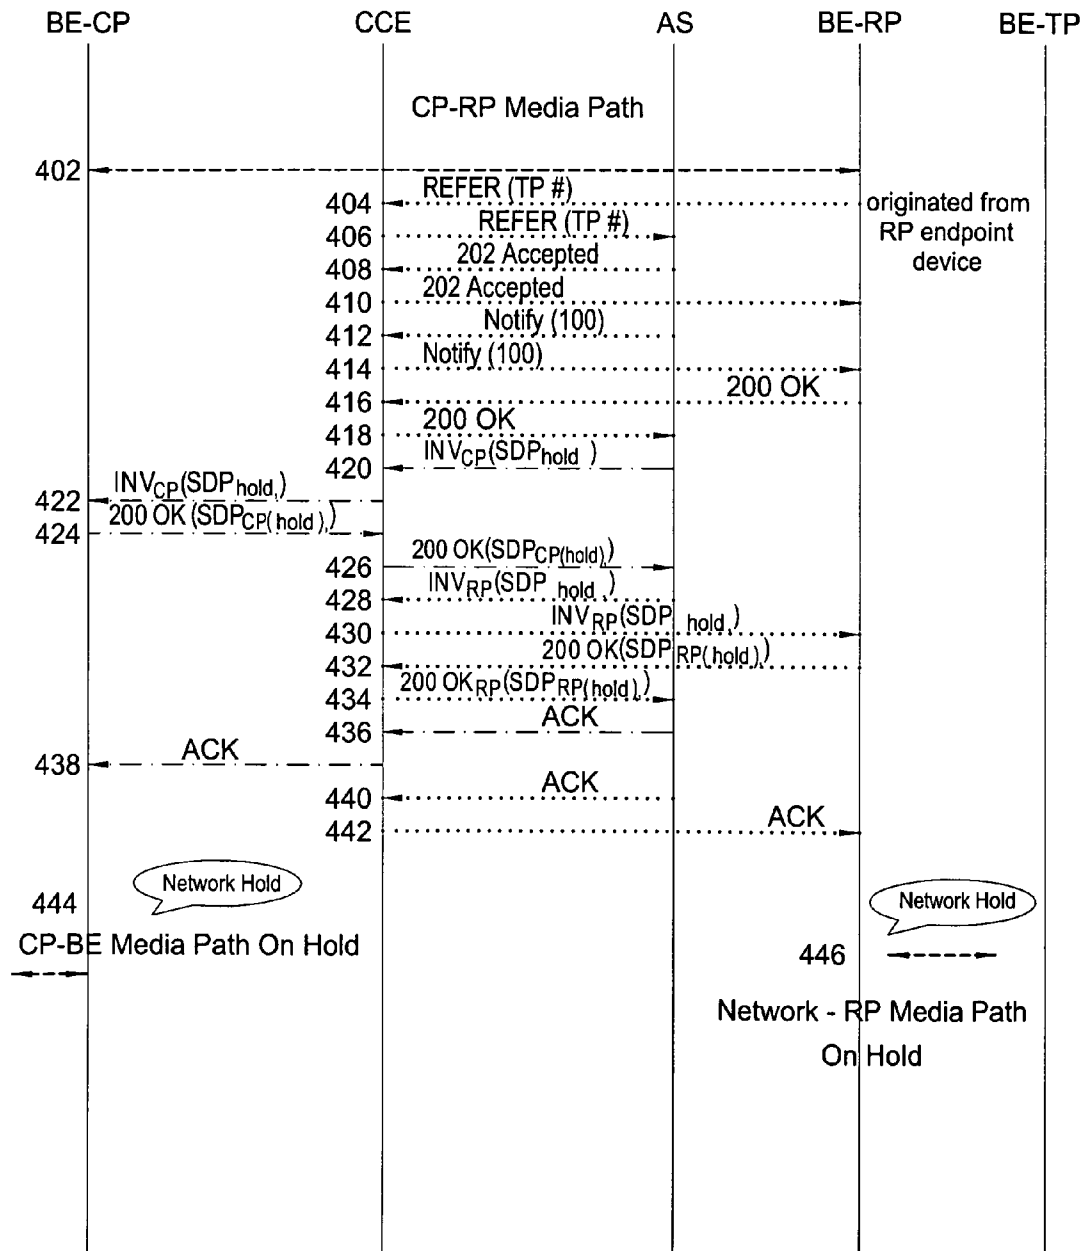 BE-CP CCE AS BE-RP BE-TP
CP-RP Media Path
402
REFER (TP #)
404
originated from
RP endpoint
device
REFER (TP #)
406
202 Accepted
408
202 Accepted
410
Notify (100)
412
Notify (100)
414
200 OK
416
200 OK
418
INVCP(SDPhold )
420
INVCP(SDPhold,)
422
200 OK (SDPCP(hold),)
424
200 OK(SDPCP(hold),)
426
INVRP(SDP hold,)
428
INVRP(SDP hold,)
430
200 OK(SDP RP(hold),)
432
200 OKRP(SDPRP(hold),)
434
ACK
436
ACK
438
ACK
440
ACK
442
Network Hold
444
CP-BE Media Path On Hold
Network Hold
446
Network - RP Media Path
On Hold